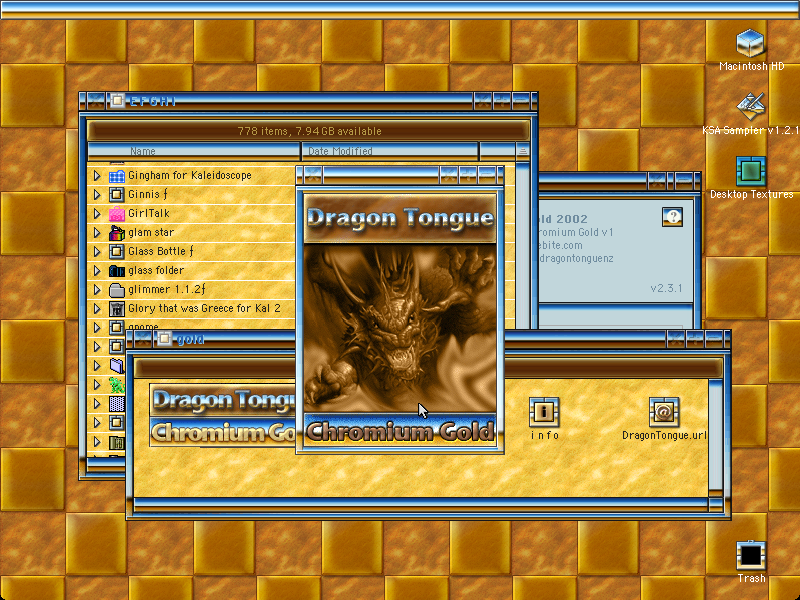 Macintosh HD
KSA Sampler v1.2.1
Desktop Textures
778 items, 7.94 GB available
Name
Date Modified
Gingham for Kaleidoscope
Ginnis ƒ
GirlTalk
glam star
Glass Bottle ƒ
glass folder
glimmer 1.1.2ƒ
Glory that was Greece for Kal 2
gnome
Dragon Tongue
Chromium Gold
old 2002
romium Gold v1
ebite.com
dragontonguenz
v2.3.1
gold
Dragon Tongu
Chromium Go
info
DragonTongue.url
Trash